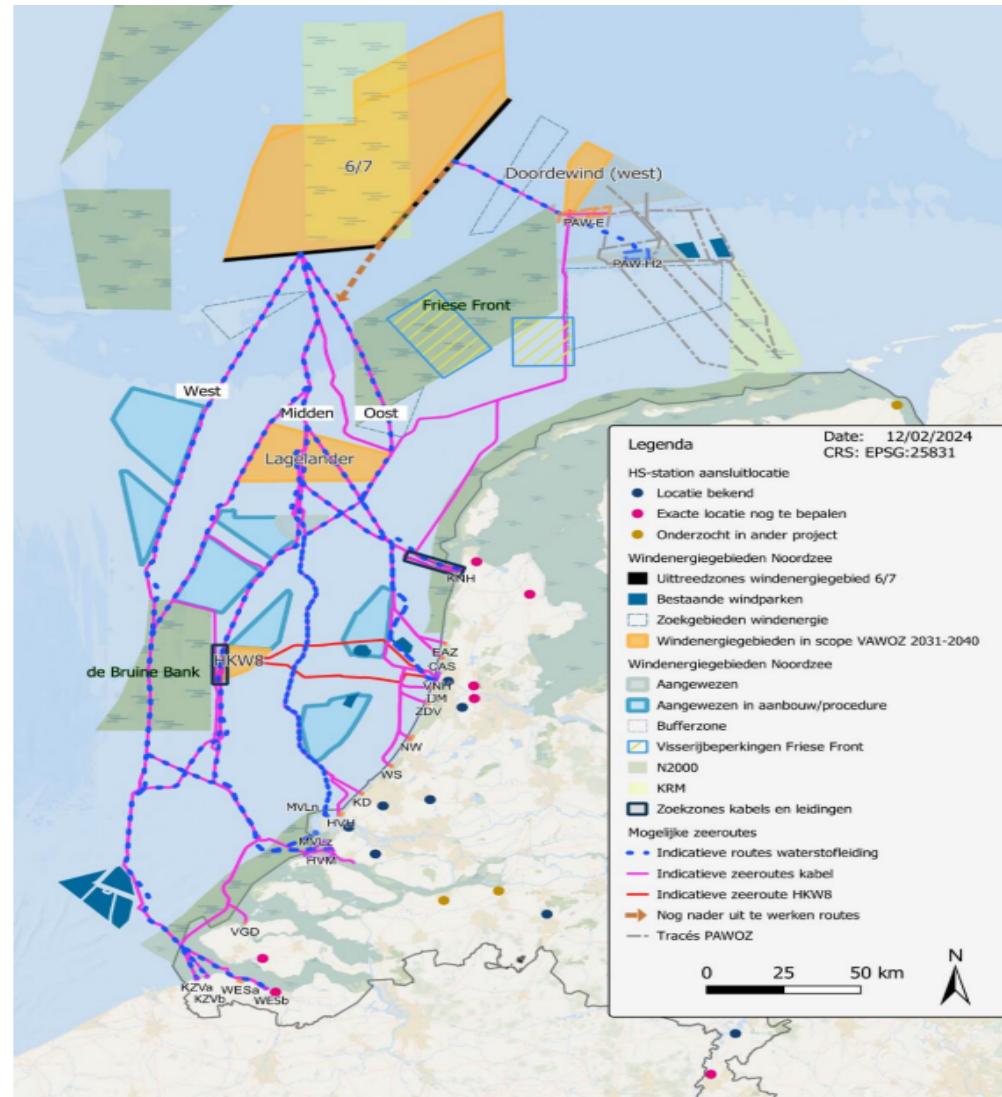 6/7
Doordewind (west)
PAW-E
PAW-H2
Friese Front
West
Midden
Oost
Lagelander
KNH
HKW8
de Bruine Bank
EAZ
CAS
VNH
IJM
ZDV
NW
WS
KD
MVLn
HVH
MVLz
HVM
VGD
KZVa
KZVb
WESa
WESb
Legenda
Date: 12/02/2024
CRS: EPSG:25831
HS-station aansluitlocatie
Locatie bekend
Exacte locatie nog te bepalen
Onderzocht in ander project
Windenergiegebieden Noordzee
Uittreedzones windenergiegebied 6/7
Bestaande windparken
Zoekgebieden windenergie
Windenergiegebieden in scope VAWOZ 2031-2040
Windenergiegebieden Noordzee
Aangewezen
Aangewezen in aanbouw/procedure
Bufferzone
Visserijbeperkingen Friese Front
N2000
KRM
Zoekzones kabels en leidingen
Mogelijke zeeroutes
Indicatieve routes waterstofleiding
Indicatieve zeeroutes kabel
Indicatieve zeeroute HKW8
Nog nader uit te werken routes
Tracés PAWOZ
N
0 25 50 km